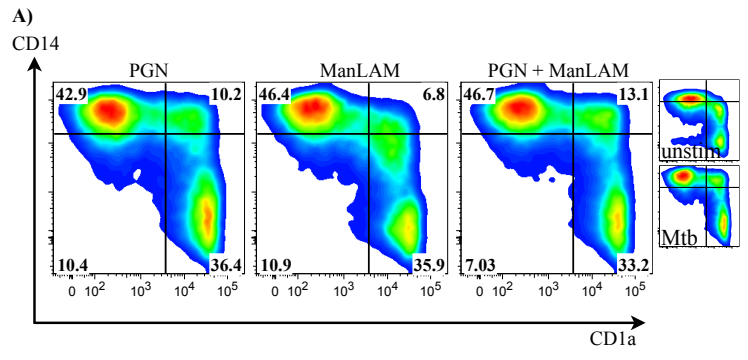 A)
CD14
PGN
ManLAM
PGN + ManLAM
42.9
10.2
46.4
6.8
46.7
13.1
unstim
Mtb
10.4
36.4
10.9
35.9
7.03
33.2
0 10² 10³ 10⁴ 10⁵
0 10² 10³ 10⁴ 10⁵
0 10² 10³ 10⁴ 10⁵
CD1a